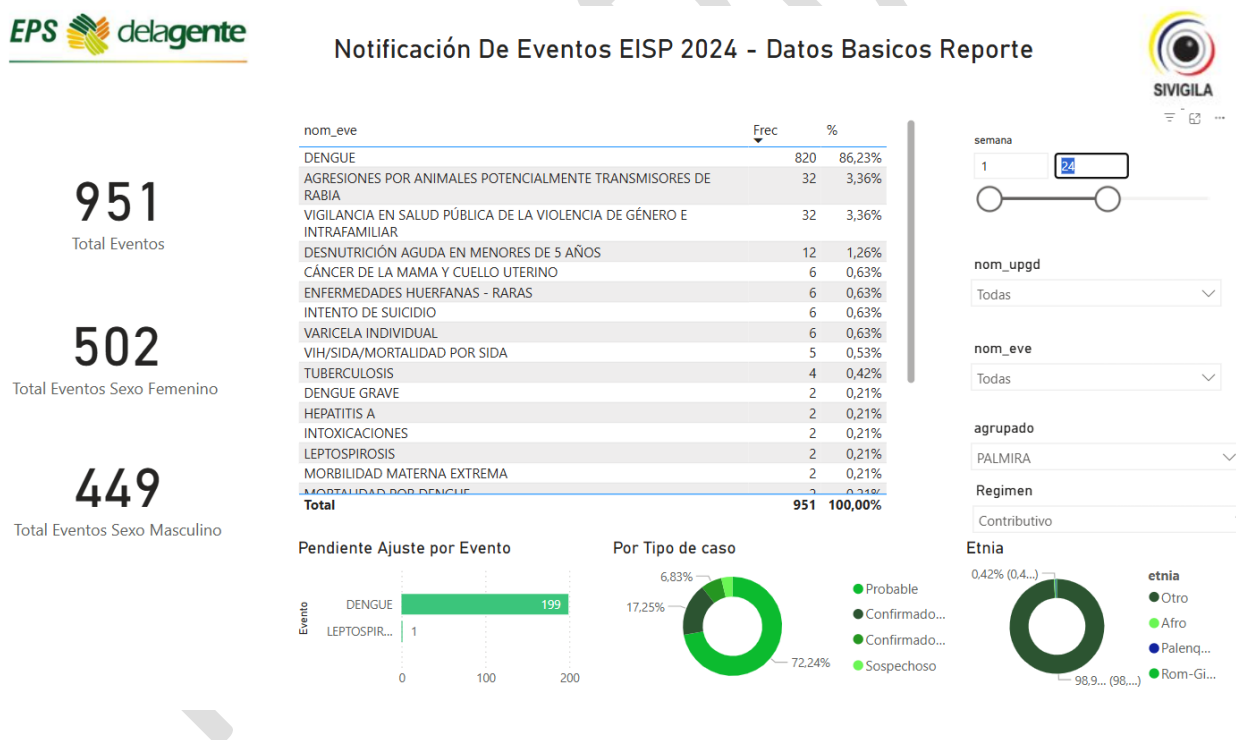 EPS delagente
Notificación De Eventos EISP 2024 - Datos Basicos Reporte
SIVIGILA
951
Total Eventos
502
Total Eventos Sexo Femenino
449
Total Eventos Sexo Masculino
nom_eve Frec %
DENGUE 820 86,23%
AGRESIONES POR ANIMALES POTENCIALMENTE TRANSMISORES DE 32 3,36%
RABIA
VIGILANCIA EN SALUD PÚBLICA DE LA VIOLENCIA DE GÉNERO E 32 3,36%
INTRAFAMILIAR
DESNUTRICIÓN AGUDA EN MENORES DE 5 AÑOS 12 1,26%
CÁNCER DE LA MAMA Y CUELLO UTERINO 6 0,63%
ENFERMEDADES HUERFANAS - RARAS 6 0,63%
INTENTO DE SUICIDIO 6 0,63%
VARICELA INDIVIDUAL 6 0,63%
VIH/SIDA/MORTALIDAD POR SIDA 5 0,53%
TUBERCULOSIS 4 0,42%
DENGUE GRAVE 2 0,21%
HEPATITIS A 2 0,21%
INTOXICACIONES 2 0,21%
LEPTOSPIROSIS 2 0,21%
MORBILIDAD MATERNA EXTREMA 2 0,21%
MORTALIDAD POR DENGUE 2 0,21%
Total 951 100,00%
semana
1 24
nom_upgd
Todas
nom_eve
Todas
agrupado
PALMIRA
Regimen
Contributivo
Pendiente Ajuste por Evento
Evento
DENGUE 199
LEPTOSPIR... 1
0 100 200
Por Tipo de caso
6,83%
17,25%
72,24%
Probable
Confirmado...
Confirmado...
Sospechoso
Etnia
0,42% (0,4...)
98,9... (98,...)
etnia
Otro
Afro
Palenq...
Rom-Gi...